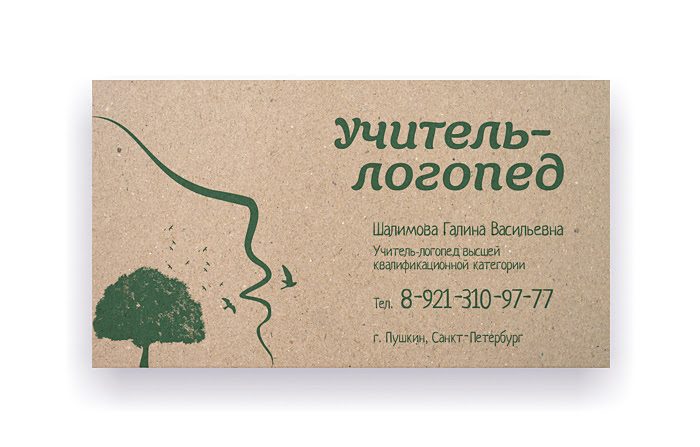 учитель-
логопед
Шалимова Галина Васильевна
Учитель-логопед высшей
квалификационной категории
Тел. 8-921-310-97-77
г. Пушкин, Санкт-Петербург